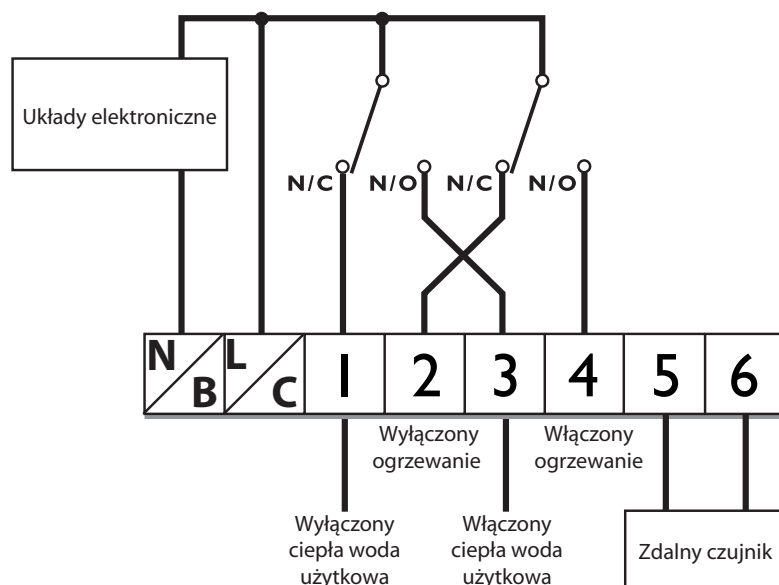 Układy elektroniczne
N/C N/O N/C N/O
N B L C 1 2 3 4 5 6
Wyłączony
ogrzewanie
Włączony
ogrzewanie
Wyłączony
ciepła woda
użytkowa
Włączony
ciepła woda
użytkowa
Zdalny czujnik